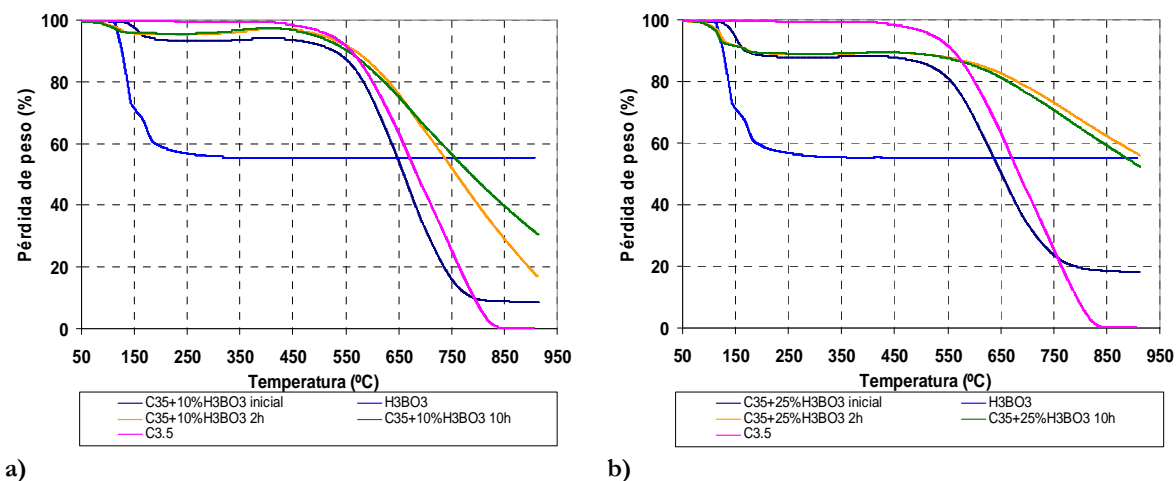 100
80
60
40
20
0
Pérdida de peso (%)
50 150 250 350 450 550 650 750 850 950
Temperatura (ºC)
C35+10%H3BO3 inicial H3BO3
C35+10%H3BO3 2h C35+10%H3BO3 10h
C3.5
a)
100
80
60
40
20
0
Pérdida de peso (%)
50 150 250 350 450 550 650 750 850 950
Temperatura (ºC)
C35+25%H3BO3 inicial H3BO3
C35+25%H3BO3 2h C35+25%H3BO3 10h
C3.5
b)